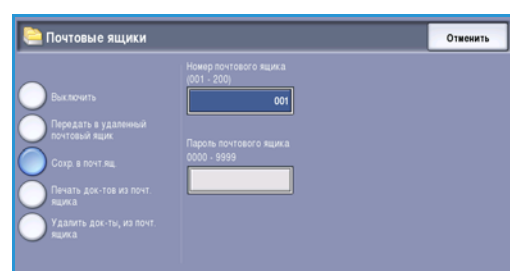 Почтовые ящики
Отменить
Выключить
Передать в удаленный
почтовый ящик
Сохр. в почт.ящ.
Печать док-тов из почт.
ящика
Удалить док-ты, из почт.
ящика
Номер почтового ящика
(001 - 200)
001
Пароль почтового ящика
0000 - 9999